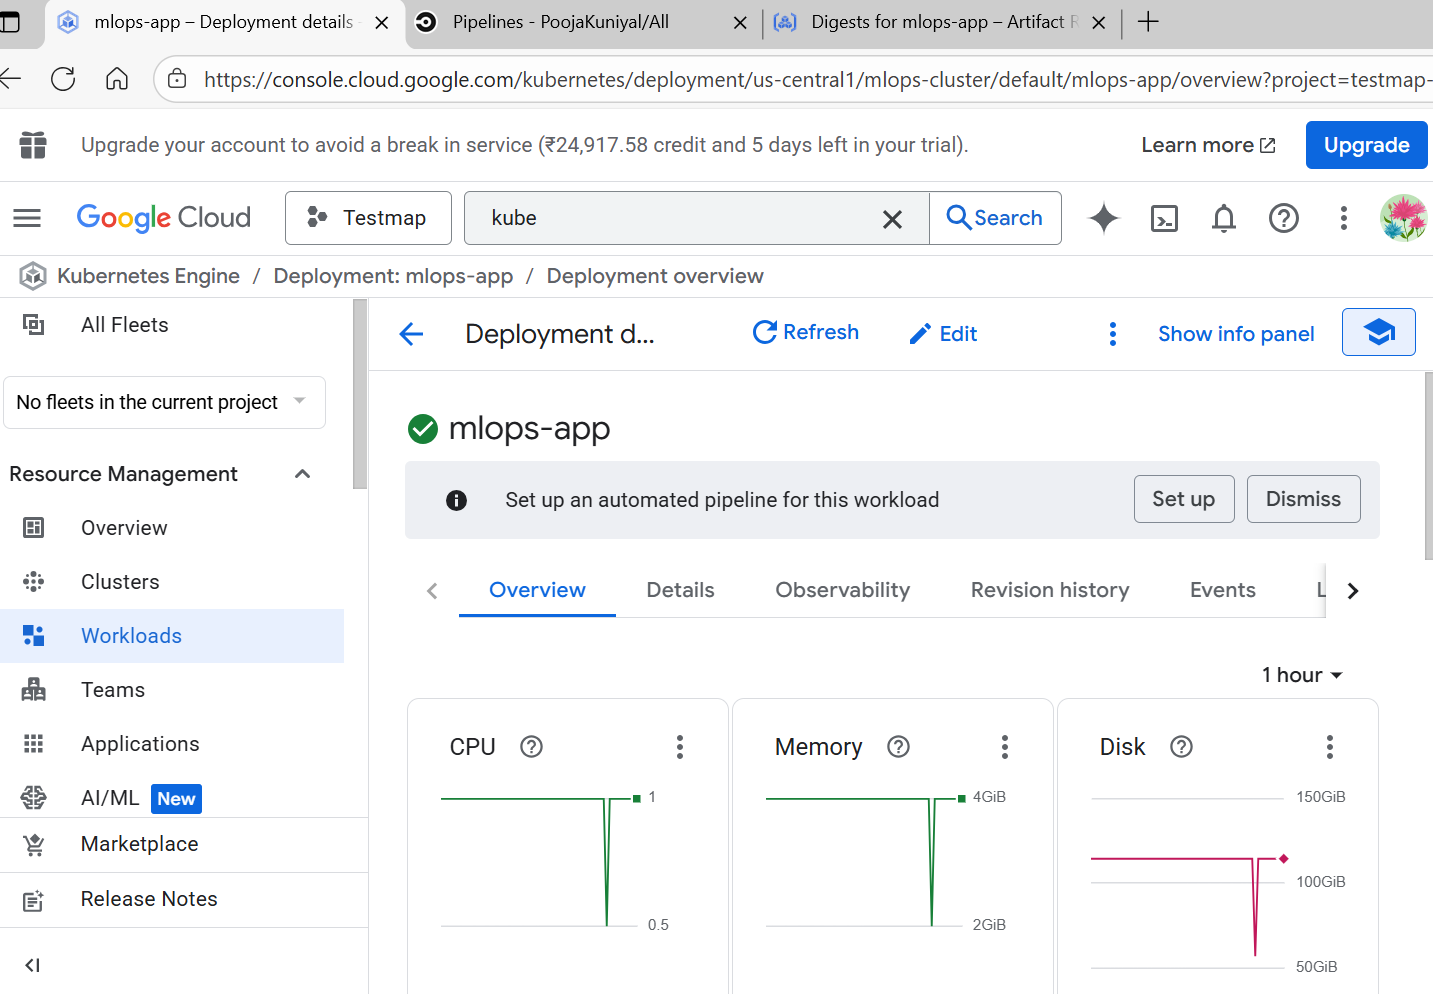 mlops-app – Deployment details
Pipelines - PoojaKuniyal/All
Digests for mlops-app – Artifact R
https://console.cloud.google.com/kubernetes/deployment/us-central1/mlops-cluster/default/mlops-app/overview?project=testmap-
Upgrade your account to avoid a break in service (₹24,917.58 credit and 5 days left in your trial).
Learn more
Upgrade
Google Cloud
Testmap
kube
Search
Kubernetes Engine / Deployment: mlops-app / Deployment overview
All Fleets
No fleets in the current project
Resource Management
Overview
Clusters
Workloads
Teams
Applications
AI/ML New
Marketplace
Release Notes
Deployment d...
Refresh
Edit
Show info panel
mlops-app
Set up an automated pipeline for this workload
Set up
Dismiss
Overview
Details
Observability
Revision history
Events
L
1 hour
CPU
1
0.5
Memory
4GiB
2GiB
Disk
150GiB
100GiB
50GiB